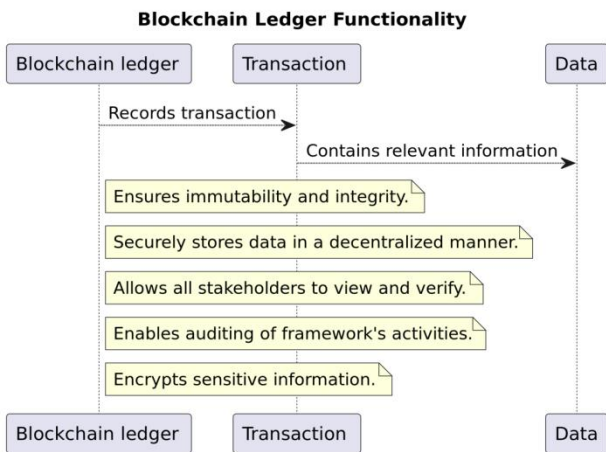 Blockchain Ledger Functionality
Blockchain ledger Transaction Data
Records transaction
Contains relevant information
Ensures immutability and integrity.
Securely stores data in a decentralized manner.
Allows all stakeholders to view and verify.
Enables auditing of framework's activities.
Encrypts sensitive information.
Blockchain ledger Transaction Data